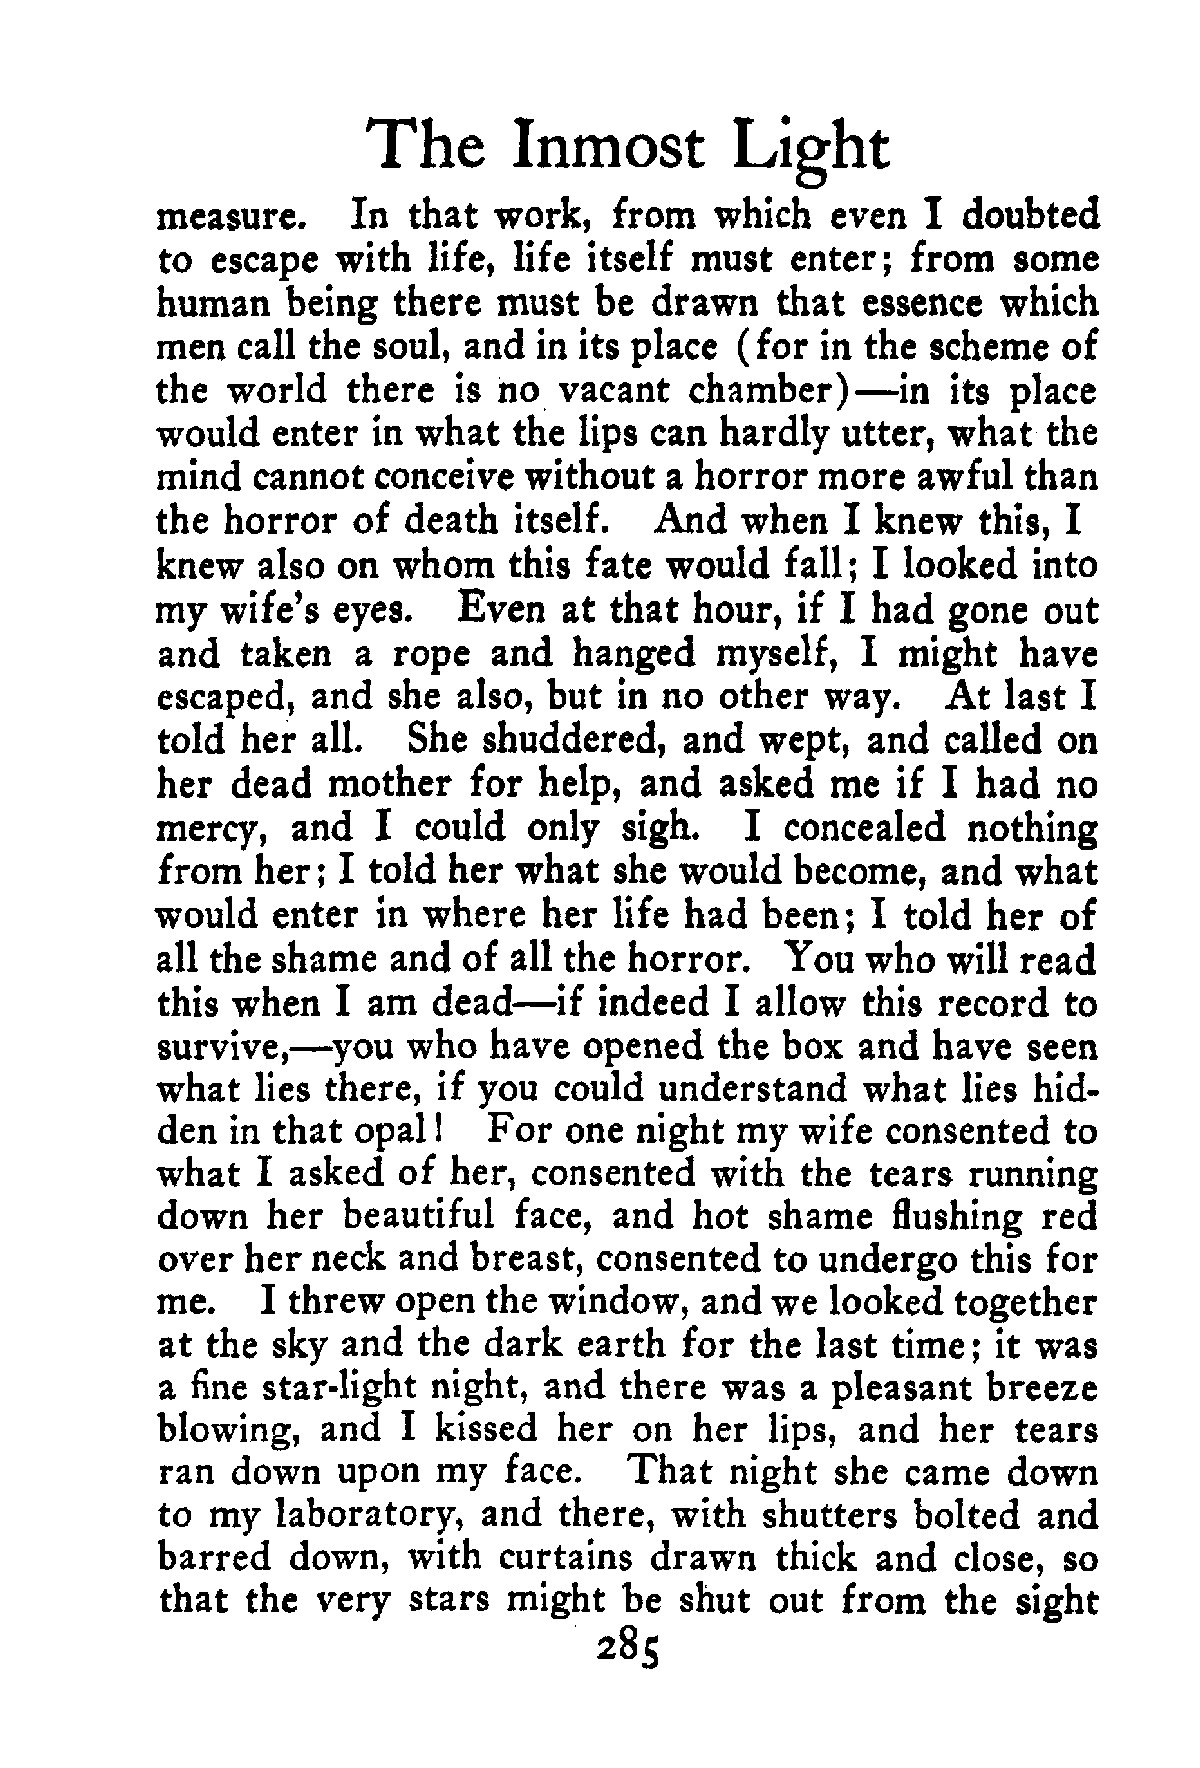 The Inmost Light
measure. In that work, from which even I doubted
to escape with life, life itself must enter; from some
human being there must be drawn that essence which
men call the soul, and in its place (for in the scheme of
the world there is no vacant chamber)—in its place
would enter in what the lips can hardly utter, what the
mind cannot conceive without a horror more awful than
the horror of death itself. And when I knew this, I
knew also on whom this fate would fall; I looked into
my wife's eyes. Even at that hour, if I had gone out
and taken a rope and hanged myself, I might have
escaped, and she also, but in no other way. At last I
told her all. She shuddered, and wept, and called on
her dead mother for help, and asked me if I had no
mercy, and I could only sigh. I concealed nothing
from her; I told her what she would become, and what
would enter in where her life had been; I told her of
all the shame and of all the horror. You who will read
this when I am dead—if indeed I allow this record to
survive,—you who have opened the box and have seen
what lies there, if you could understand what lies hid-
den in that opal! For one night my wife consented to
what I asked of her, consented with the tears running
down her beautiful face, and hot shame flushing red
over her neck and breast, consented to undergo this for
me. I threw open the window, and we looked together
at the sky and the dark earth for the last time; it was
a fine star-light night, and there was a pleasant breeze
blowing, and I kissed her on her lips, and her tears
ran down upon my face. That night she came down
to my laboratory, and there, with shutters bolted and
barred down, with curtains drawn thick and close, so
that the very stars might be shut out from the sight
285